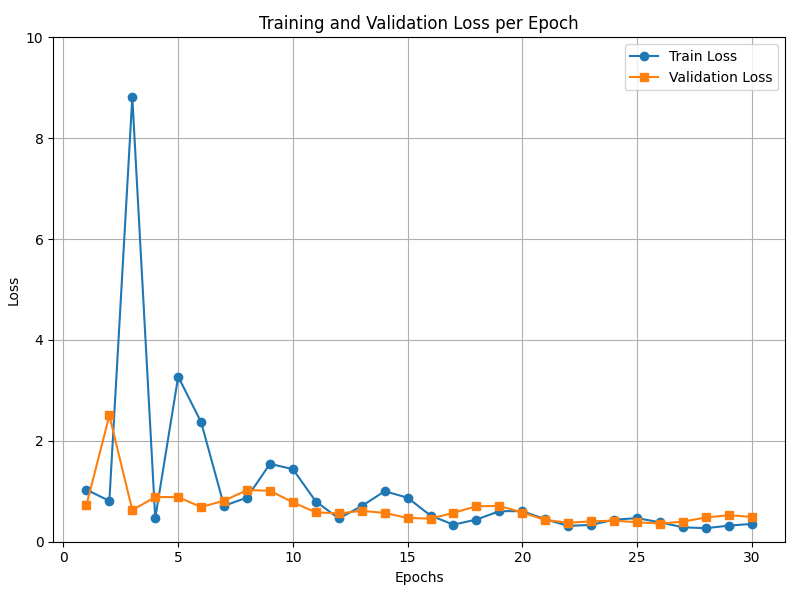 Training and Validation Loss per Epoch
10
8
6
4
2
0
Loss
Train Loss
Validation Loss
0 5 10 15 20 25 30
Epochs